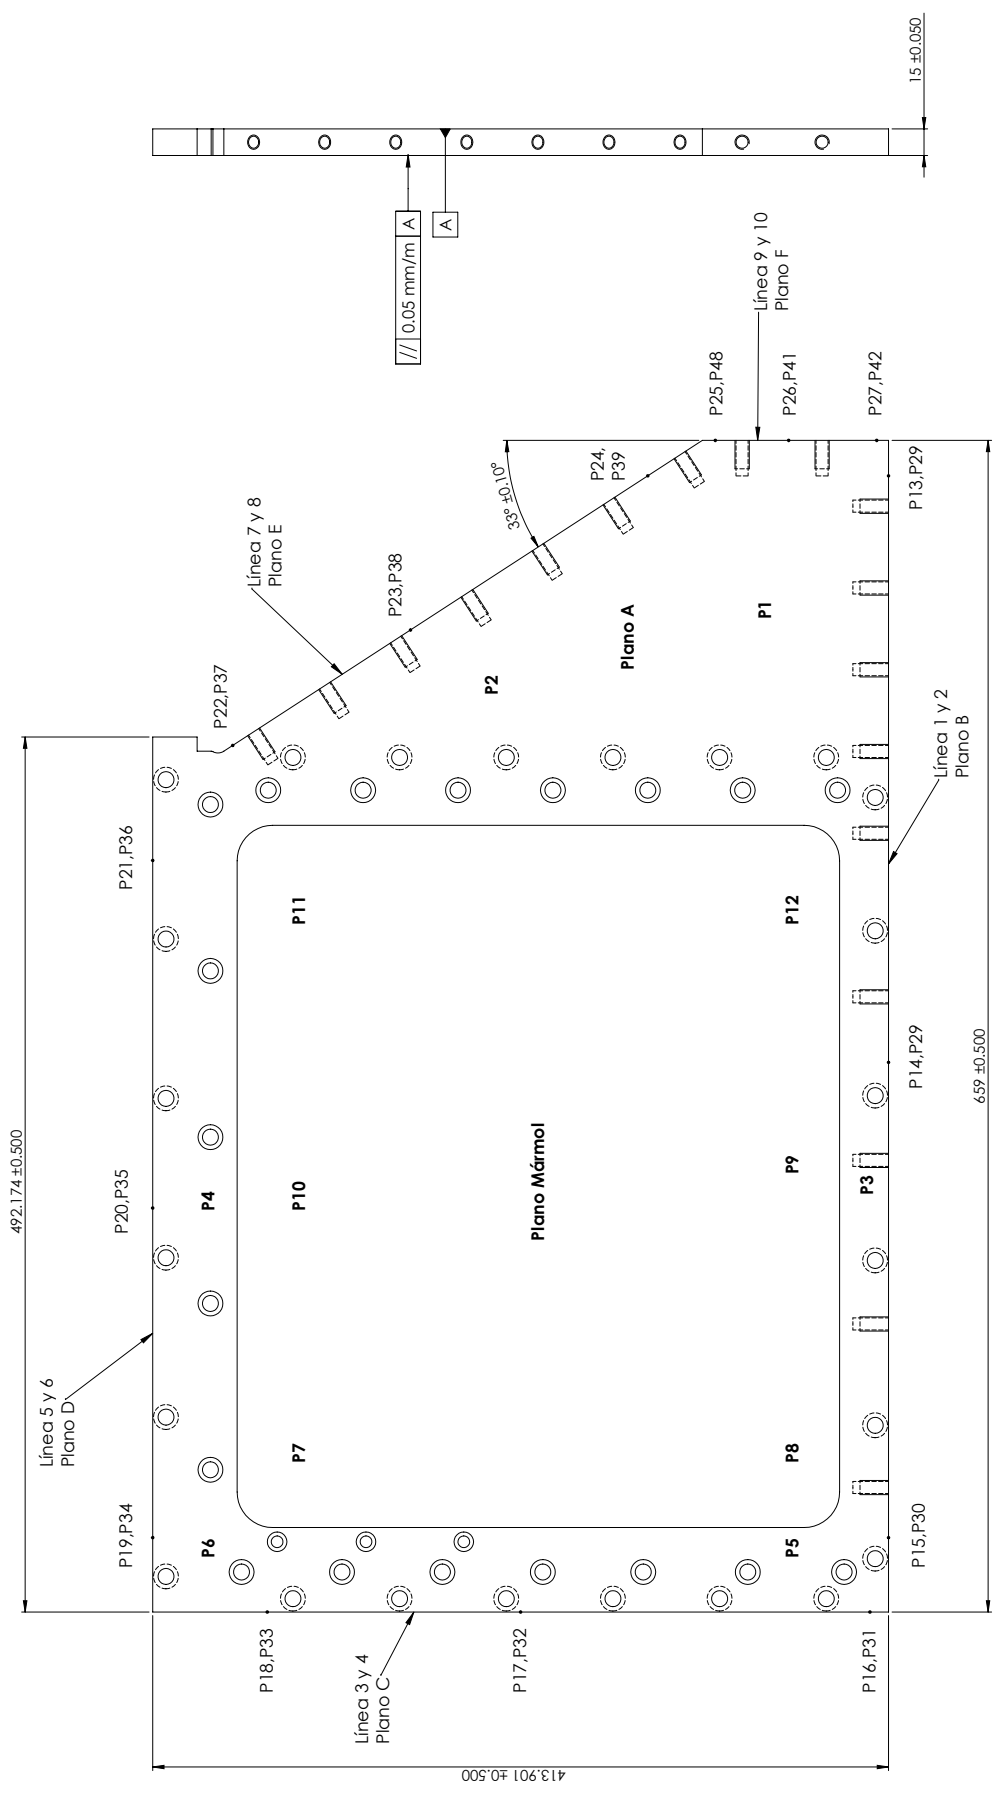 15 ±0.050
// 0.05 mm/m A
A
Línea 9 y 10
Plano F
P25,P48
P26,P41
P27,P42
33° ±0.10°
P24,
P39
P13,P29
Línea 7 y 8
Plano E
P23,P38
P22,P37
P2
Plano A
P1
Línea 1 y 2
Plano B
492.174 ±0.500
P21,P36
P11
P12
P14,P29
659 ±0.500
P20,P35
P4
P10
Plano Mármol
P9
P3
Línea 5 y 6
Plano D
P7
P8
P19,P34
P6
P5
P15,P30
P18,P33
P17,P32
P16,P31
Línea 3 y 4
Plano C
413.901 ±0.500